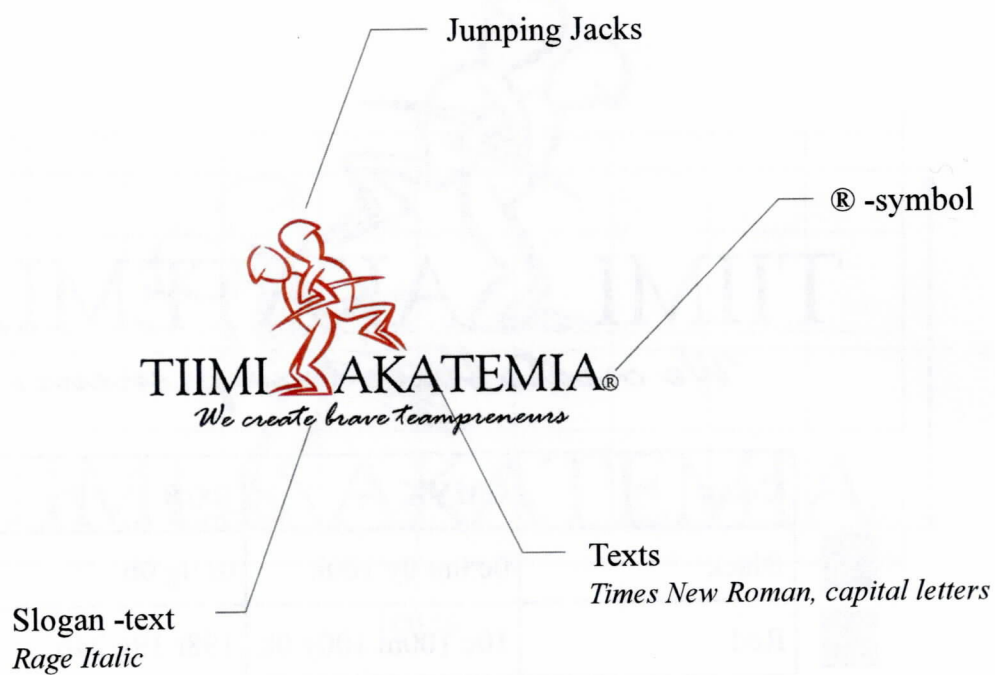 Jumping Jacks
® -symbol
TIIMI AKATEMIA®
We create brave teampreneurs
Texts
Times New Roman, capital letters
Slogan -text
Rage Italic